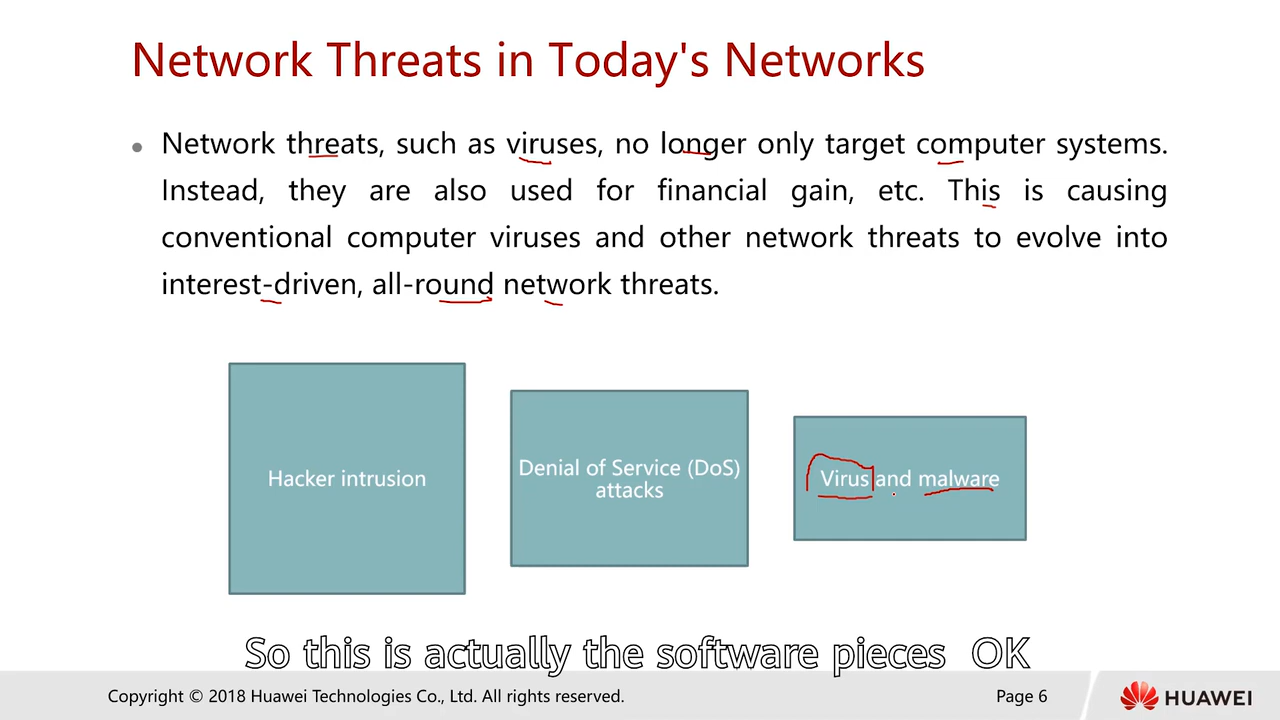 Network Threats in Today's Networks
Network threats, such as viruses, no longer only target computer systems.
Instead, they are also used for financial gain, etc. This is causing
conventional computer viruses and other network threats to evolve into
interest-driven, all-round network threats.
Hacker intrusion
Denial of Service (DoS)
attacks
Virus and malware
So this is actually the software pieces OK
Copyright © 2018 Huawei Technologies Co., Ltd. All rights reserved.
Page 6
HUAWEI